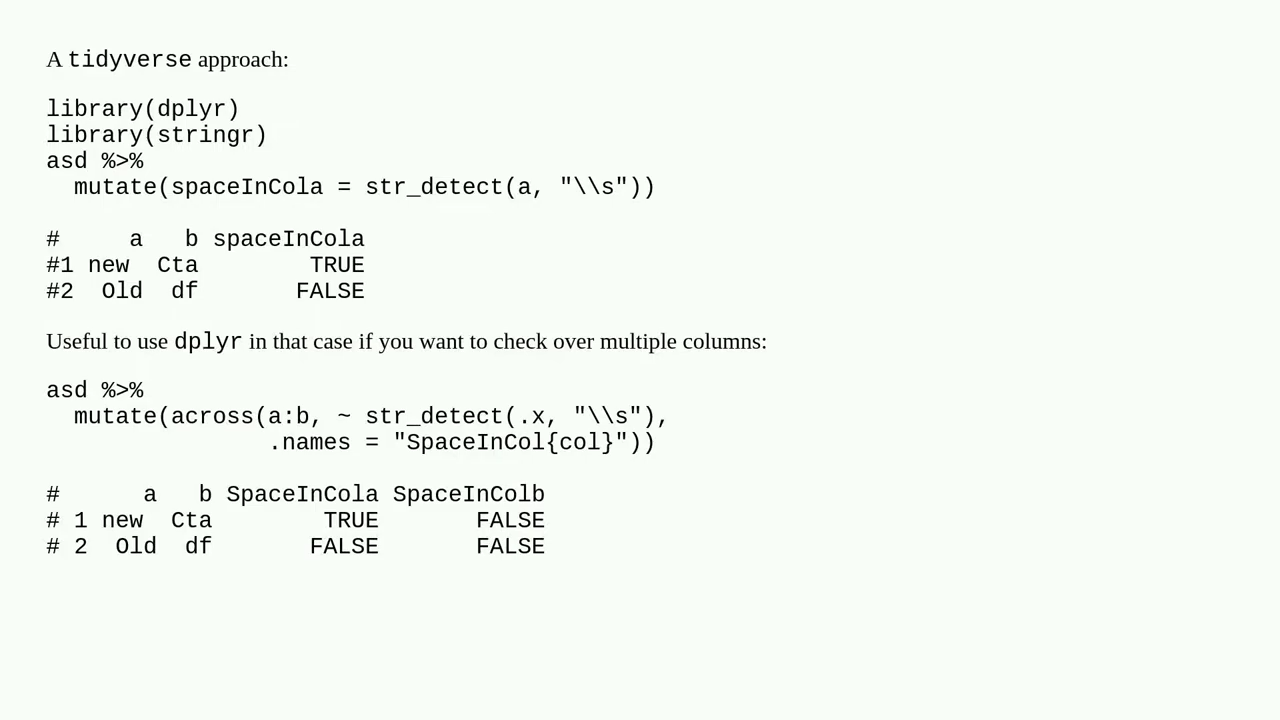 A tidyverse approach:
library(dplyr)
library(stringr)
asd %>%
  mutate(spaceInCola = str_detect(a, "\\s"))
#     a   b spaceInCola
#1 new  Cta        TRUE
#2  Old  df       FALSE
Useful to use dplyr in that case if you want to check over multiple columns:
asd %>%
  mutate(across(a:b, ~ str_detect(.x, "\\s"),
                .names = "SpaceInCol{col}"))
#      a   b SpaceInCola SpaceInColb
# 1 new  Cta        TRUE       FALSE
# 2  Old  df       FALSE       FALSE